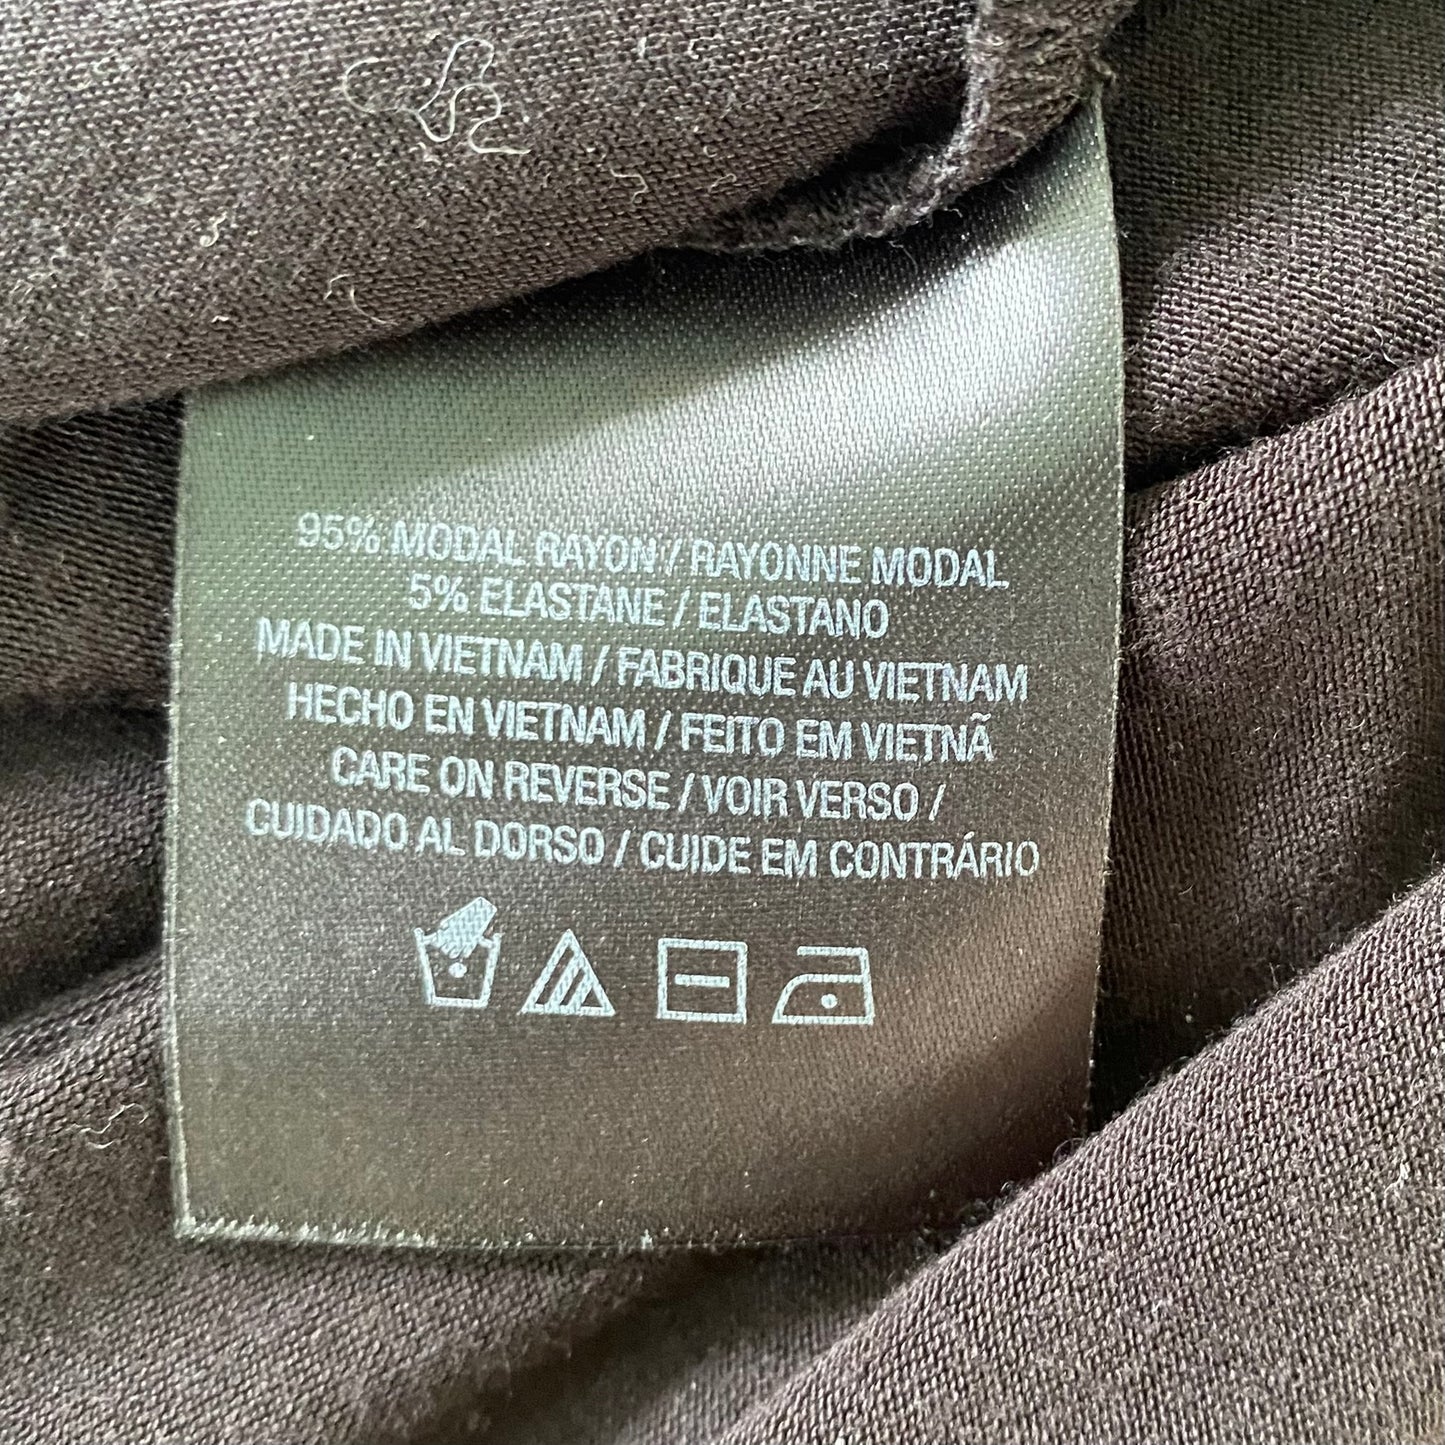 95% MODAL RAYON / RAYONNE MODAL
5% ELASTANE / ELASTANO
MADE IN VIETNAM / FABRIQUE AU VIETNAM
HECHO EN VIETNAM / FEITO EM VIETNÃ
CARE ON REVERSE / VOIR VERSO /
CUIDADO AL DORSO / CUIDE EM CONTRÁRIO